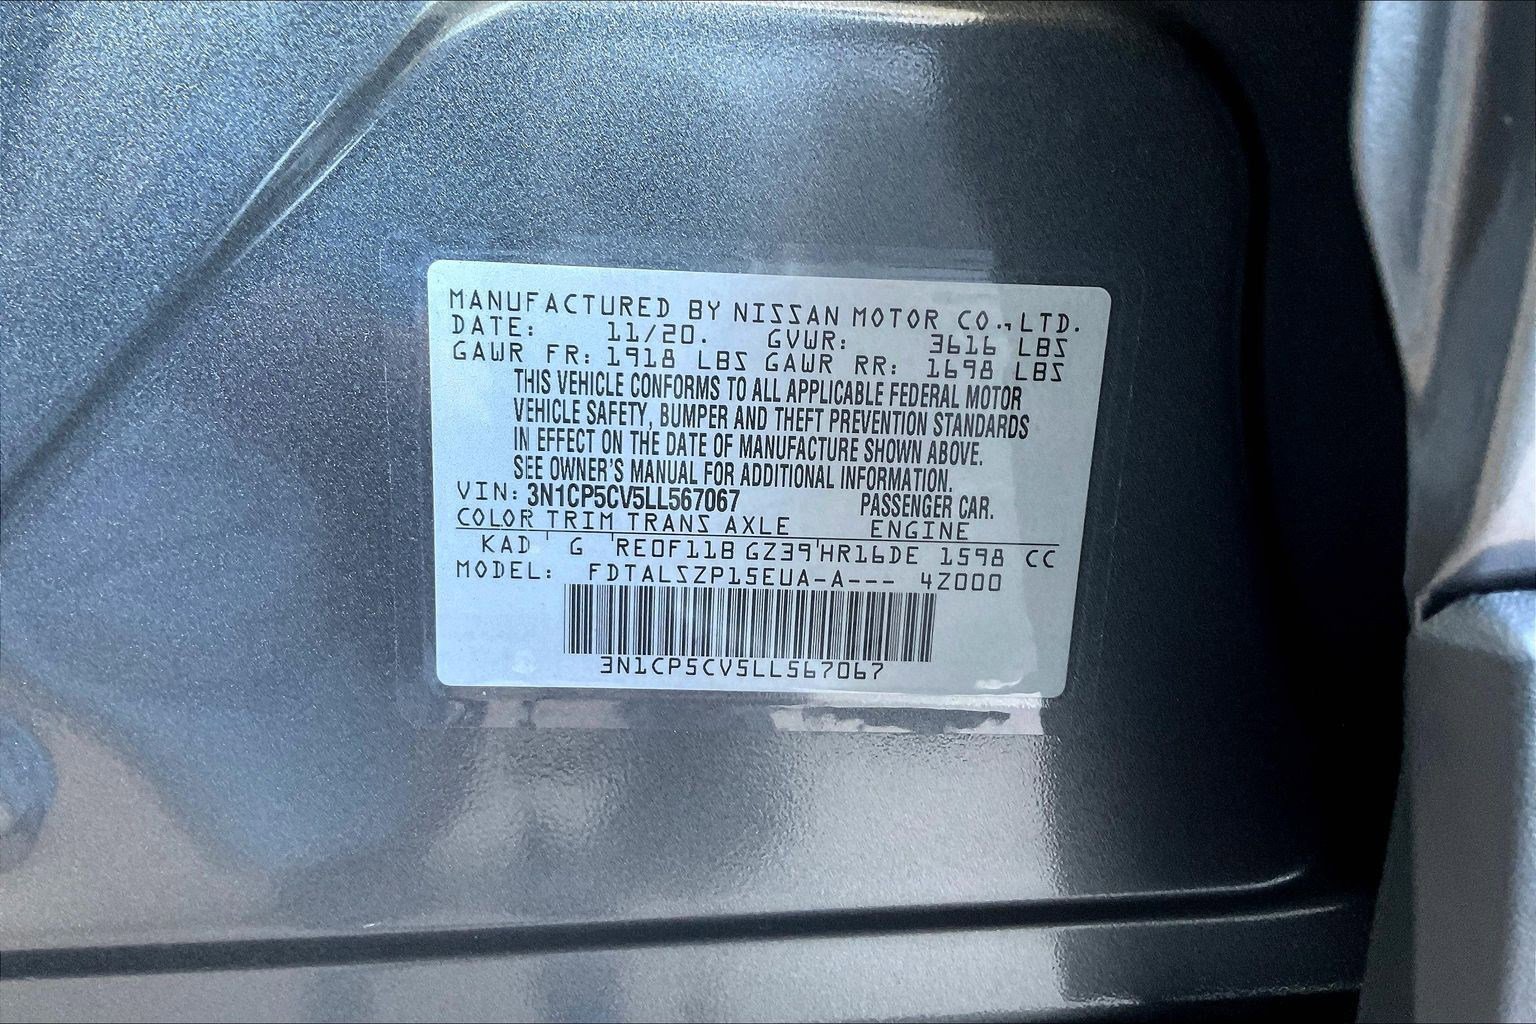 MANUFACTURED BY NISSAN MOTOR CO.,LTD.
DATE: 11/20. GVWR: 3616 LBS
GAWR FR: 1918 LBS GAWR RR: 1698 LBS
THIS VEHICLE CONFORMS TO ALL APPLICABLE FEDERAL MOTOR
VEHICLE SAFETY, BUMPER AND THEFT PREVENTION STANDARDS
IN EFFECT ON THE DATE OF MANUFACTURE SHOWN ABOVE.
SEE OWNER'S MANUAL FOR ADDITIONAL INFORMATION.
VIN: 3N1CP5CV5LL567067 PASSENGER CAR.
COLOR TRIM TRANS AXLE ENGINE
KAD G RE0F11B GZ39 HR16DE 1598 CC
MODEL: FDTALSZP15EUA-A--- 4Z000
3N1CP5CV5LL567067